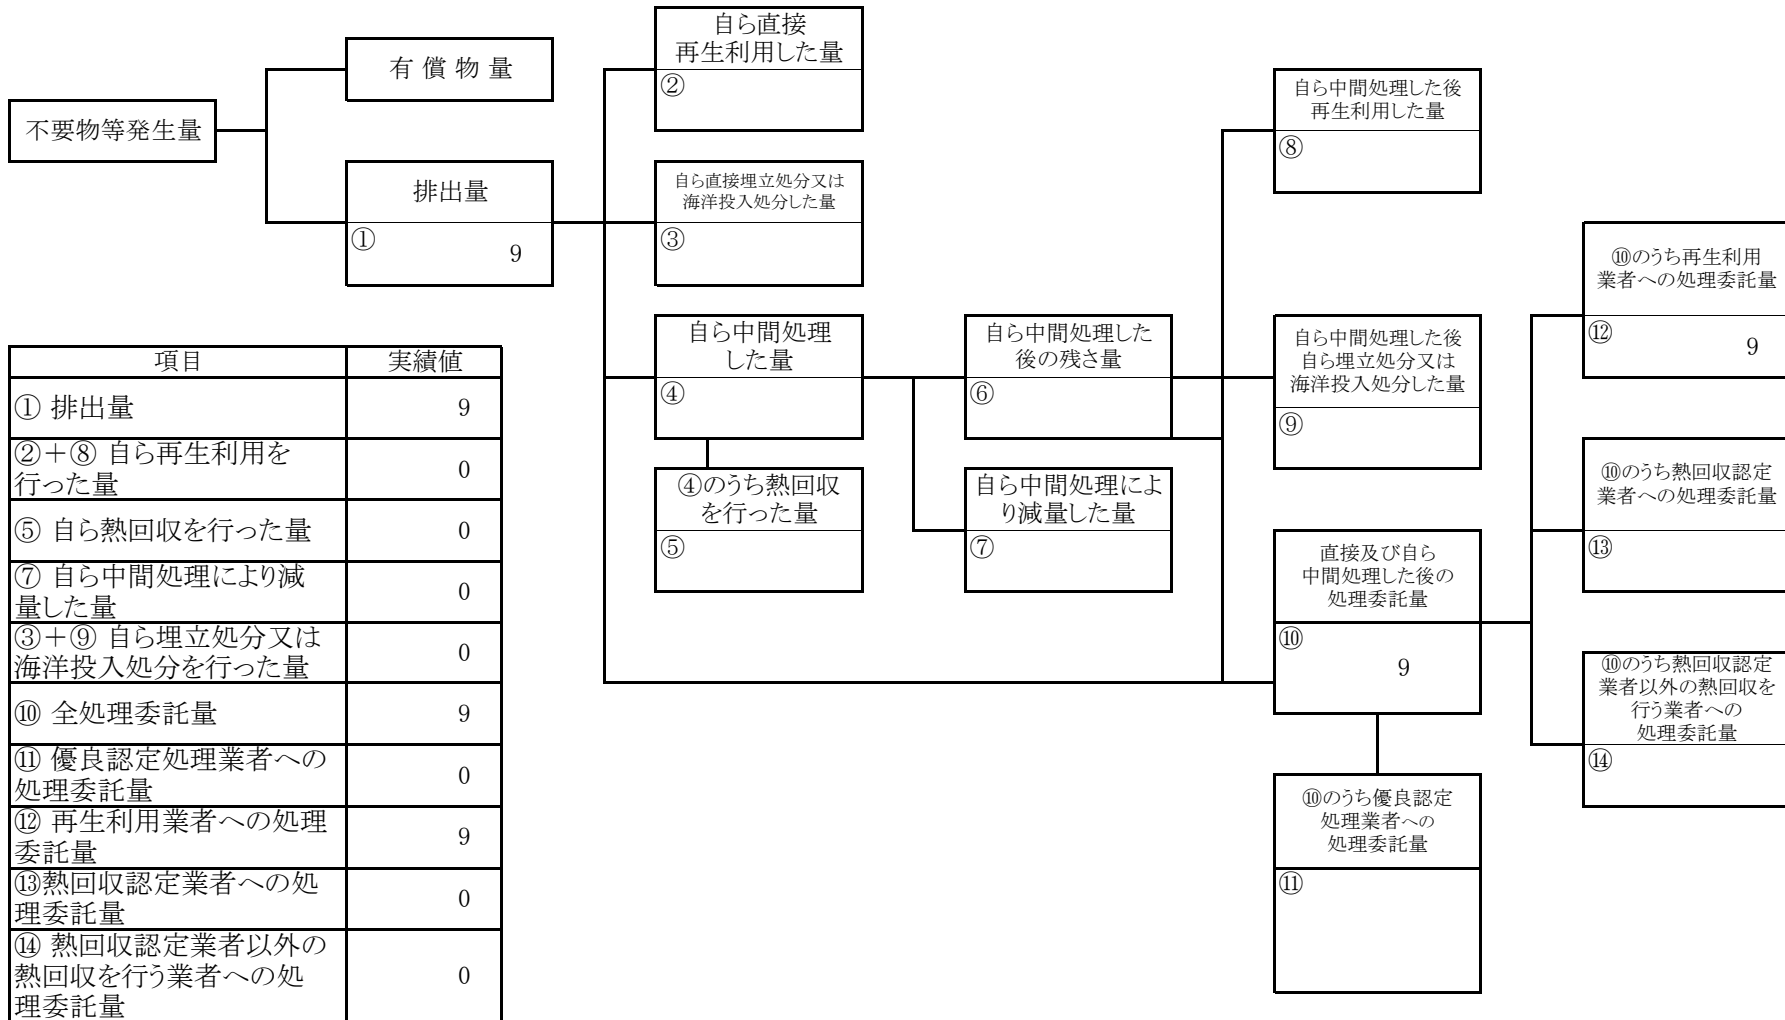 不要物等発生量
有 償 物 量
排出量
①
9
自ら直接
再生利用した量
②
自ら直接埋立処分又は
海洋投入処分した量
③
自ら中間処理
した量
④
④のうち熱回収
を行った量
⑤
自ら中間処理した
後の残さ量
⑥
自ら中間処理によ
り減量した量
⑦
自ら中間処理した後
再生利用した量
⑧
自ら中間処理した後
自ら埋立処分又は
海洋投入処分した量
⑨
直接及び自ら
中間処理した後の
処理委託量
⑩
9
⑩のうち優良認定
処理業者への
処理委託量
⑪
⑩のうち再生利用
業者への処理委託量
⑫
9
⑩のうち熱回収認定
業者への処理委託量
⑬
⑩のうち熱回収認定
業者以外の熱回収を
行う業者への
処理委託量
⑭
項目 実績値
① 排出量 9
②＋⑧ 自ら再生利用を
行った量 0
⑤ 自ら熱回収を行った量 0
⑦ 自ら中間処理により減
量した量 0
③＋⑨ 自ら埋立処分又は
海洋投入処分を行った量 0
⑩ 全処理委託量 9
⑪ 優良認定処理業者への
処理委託量 0
⑫ 再生利用業者への処理
委託量 9
⑬熱回収認定業者への処
理委託量 0
⑭ 熱回収認定業者以外の
熱回収を行う業者への処
理委託量 0